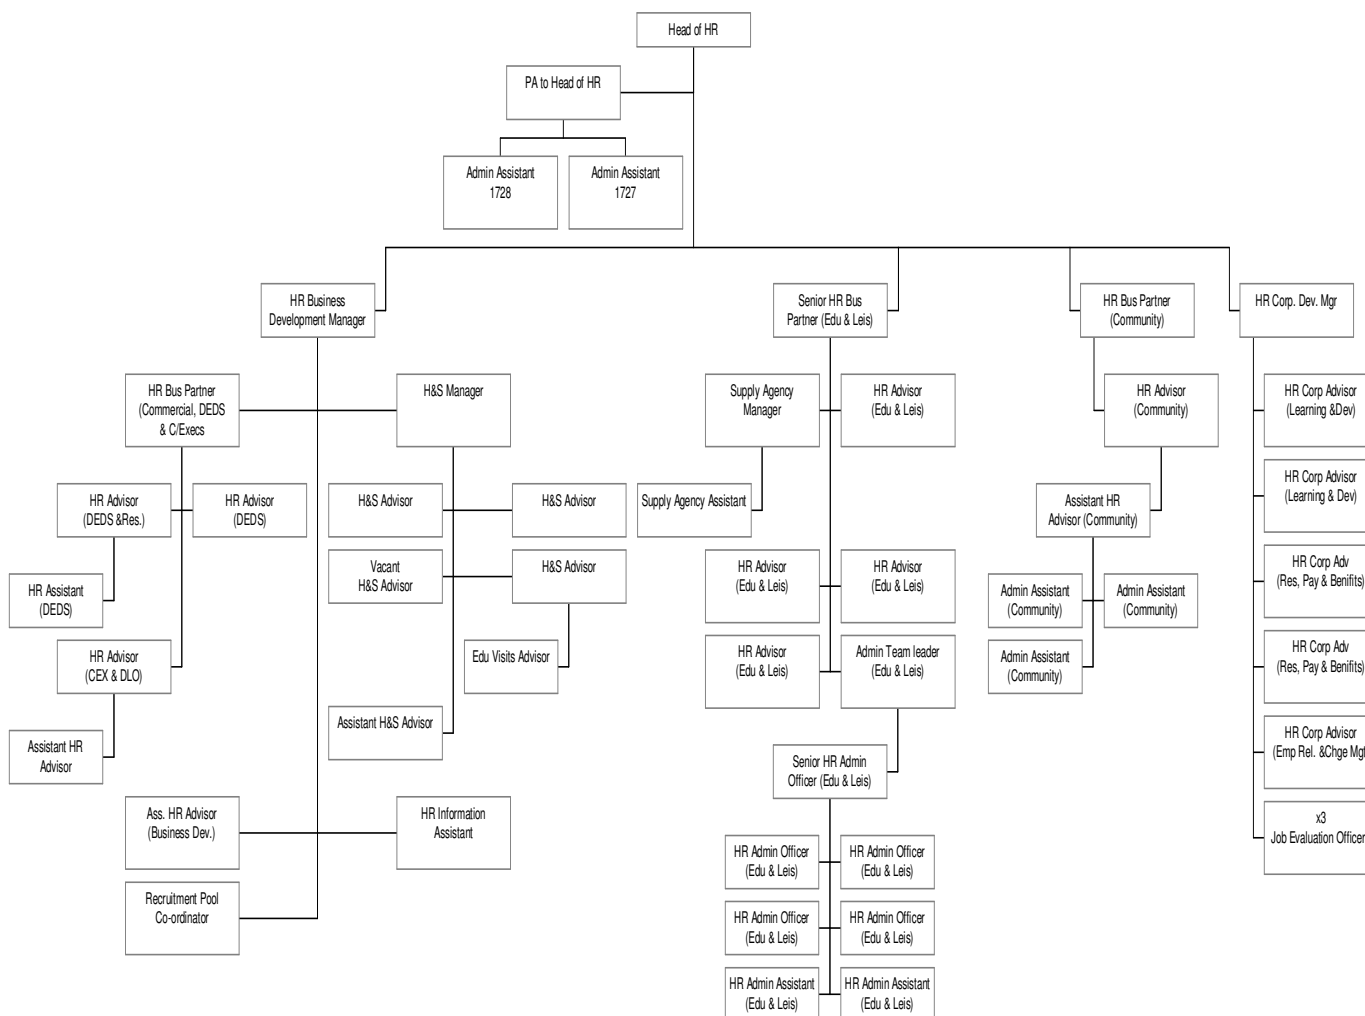 Head of HR
PA to Head of HR
Admin Assistant
1728
Admin Assistant
1727
HR Business
Development Manager
Senior HR Bus
Partner (Edu & Leis)
HR Bus Partner
(Community)
HR Corp. Dev. Mgr
HR Bus Partner
(Commercial, DEDS
& C/Execs
H&S Manager
Supply Agency
Manager
HR Advisor
(Edu & Leis)
HR Advisor
(Community)
HR Corp Advisor
(Learning &Dev)
HR Advisor
(DEDS &Res.)
HR Advisor
(DEDS)
H&S Advisor
H&S Advisor
Supply Agency Assistant
Assistant HR
Advisor (Community)
HR Corp Advisor
(Learning & Dev)
HR Assistant
(DEDS)
Vacant
H&S Advisor
H&S Advisor
HR Advisor
(Edu & Leis)
HR Advisor
(Edu & Leis)
Admin Assistant
(Community)
Admin Assistant
(Community)
HR Corp Adv
(Res, Pay & Benifits)
HR Advisor
(CEX & DLO)
Edu Visits Advisor
HR Advisor
(Edu & Leis)
Admin Team leader
(Edu & Leis)
Admin Assistant
(Community)
HR Corp Adv
(Res, Pay & Benifits)
Assistant HR
Advisor
Assistant H&S Advisor
Senior HR Admin
Officer (Edu & Leis)
HR Corp Advisor
(Emp Rel. &Chge Mgt
Ass. HR Advisor
(Business Dev.)
HR Information
Assistant
x3
Job Evaluation Officer
HR Admin Officer
(Edu & Leis)
HR Admin Officer
(Edu & Leis)
Recruitment Pool
Co-ordinator
HR Admin Officer
(Edu & Leis)
HR Admin Officer
(Edu & Leis)
HR Admin Assistant
(Edu & Leis)
HR Admin Assistant
(Edu & Leis)